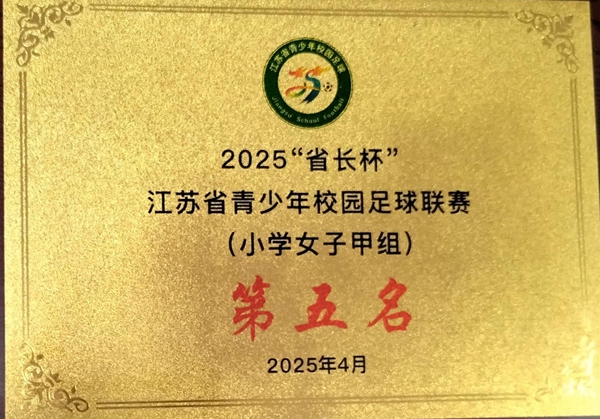 江苏省青少年校园足球
Jiangsu School Football
2025“省长杯”
江苏省青少年校园足球联赛
（小学女子甲组）
第五名
2025年4月